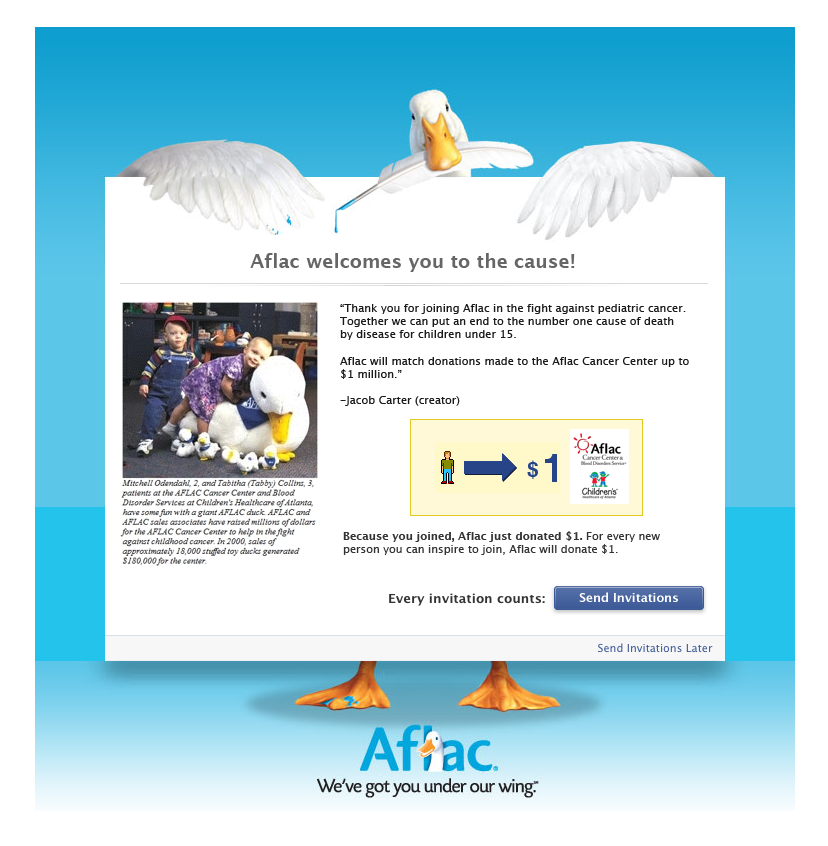 Aflac welcomes you to the cause!
“Thank you for joining Aflac in the fight against pediatric cancer.
Together we can put an end to the number one cause of death
by disease for children under 15.
Aflac will match donations made to the Aflac Cancer Center up to
$1 million.”
–Jacob Carter (creator)
Mitchell Odendahl, 2, and Tabitha (Tabby) Collins, 3,
patients at the AFLAC Cancer Center and Blood
Disorder Services at Children's Healthcare of Atlanta,
have some fun with a giant AFLAC duck. AFLAC and
AFLAC sales associates have raised millions of dollars
for the AFLAC Cancer Center to help in the fight
against childhood cancer. In 2000, sales of
approximately 18,000 stuffed toy ducks generated
$180,000 for the center.
$1
Aflac
Cancer Center &
Blood Disorders Service
Children's
Healthcare of Atlanta
Because you joined, Aflac just donated $1. For every new
person you can inspire to join, Aflac will donate $1.
Every invitation counts: Send Invitations
Send Invitations Later
Aflac.
We've got you under our wing.℠